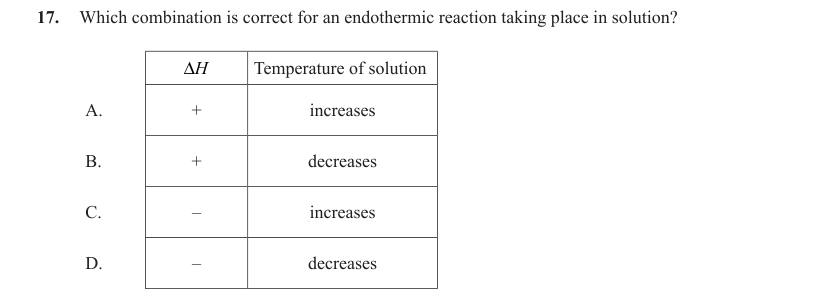 17. Which combination is correct for an endothermic reaction taking place in solution?
ΔH Temperature of solution
A. + increases
B. + decreases
C. – increases
D. – decreases